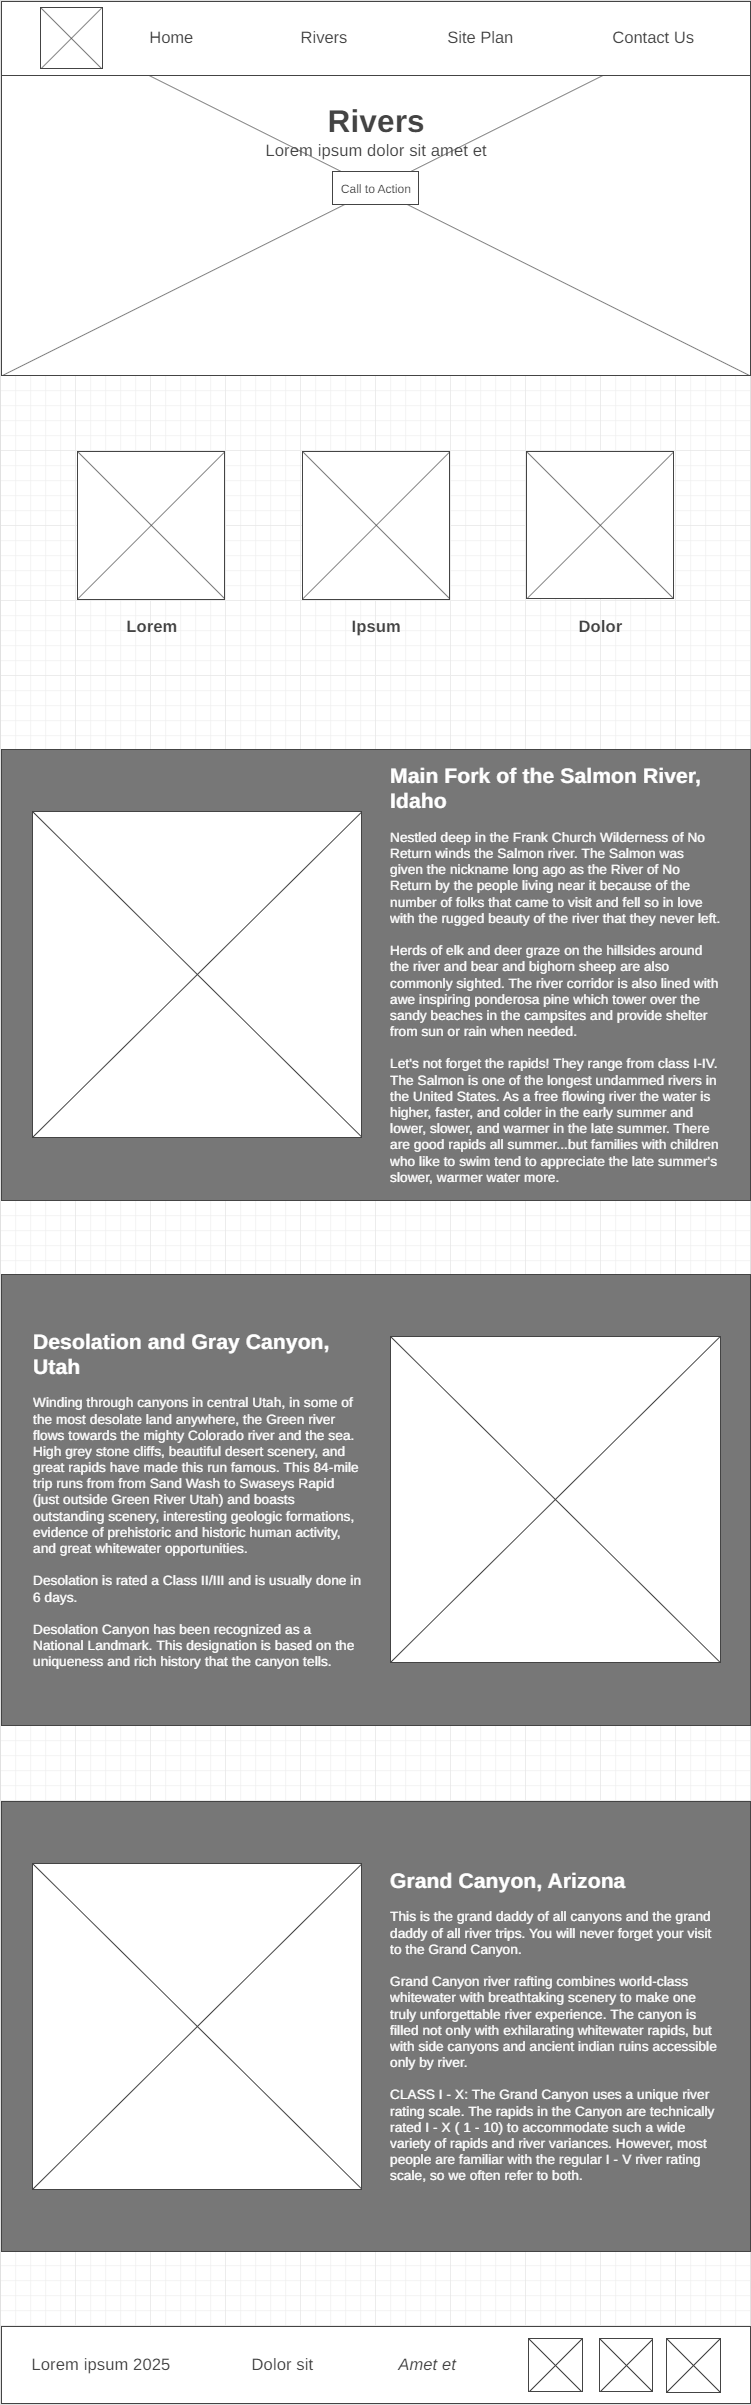 Home Rivers Site Plan Contact Us
Rivers
Lorem ipsum dolor sit amet et
Call to Action
Lorem Ipsum Dolor
Main Fork of the Salmon River,
Idaho
Nestled deep in the Frank Church Wilderness of No
Return winds the Salmon river. The Salmon was
given the nickname long ago as the River of No
Return by the people living near it because of the
number of folks that came to visit and fell so in love
with the rugged beauty of the river that they never left.
Herds of elk and deer graze on the hillsides around
the river and bear and bighorn sheep are also
commonly sighted. The river corridor is also lined with
awe inspiring ponderosa pine which tower over the
sandy beaches in the campsites and provide shelter
from sun or rain when needed.
Let's not forget the rapids! They range from class I-IV.
The Salmon is one of the longest undammed rivers in
the United States. As a free flowing river the water is
higher, faster, and colder in the early summer and
lower, slower, and warmer in the late summer. There
are good rapids all summer...but families with children
who like to swim tend to appreciate the late summer's
slower, warmer water more.
Desolation and Gray Canyon,
Utah
Winding through canyons in central Utah, in some of
the most desolate land anywhere, the Green river
flows towards the mighty Colorado river and the sea.
High grey stone cliffs, beautiful desert scenery, and
great rapids have made this run famous. This 84-mile
trip runs from from Sand Wash to Swaseys Rapid
(just outside Green River Utah) and boasts
outstanding scenery, interesting geologic formations,
evidence of prehistoric and historic human activity,
and great whitewater opportunities.
Desolation is rated a Class II/III and is usually done in
6 days.
Desolation Canyon has been recognized as a
National Landmark. This designation is based on the
uniqueness and rich history that the canyon tells.
Grand Canyon, Arizona
This is the grand daddy of all canyons and the grand
daddy of all river trips. You will never forget your visit
to the Grand Canyon.
Grand Canyon river rafting combines world-class
whitewater with breathtaking scenery to make one
truly unforgettable river experience. The canyon is
filled not only with exhilarating whitewater rapids, but
with side canyons and ancient indian ruins accessible
only by river.
CLASS I - X: The Grand Canyon uses a unique river
rating scale. The rapids in the Canyon are technically
rated I - X ( 1 - 10) to accommodate such a wide
variety of rapids and river variances. However, most
people are familiar with the regular I - V river rating
scale, so we often refer to both.
Lorem ipsum 2025 Dolor sit Amet et